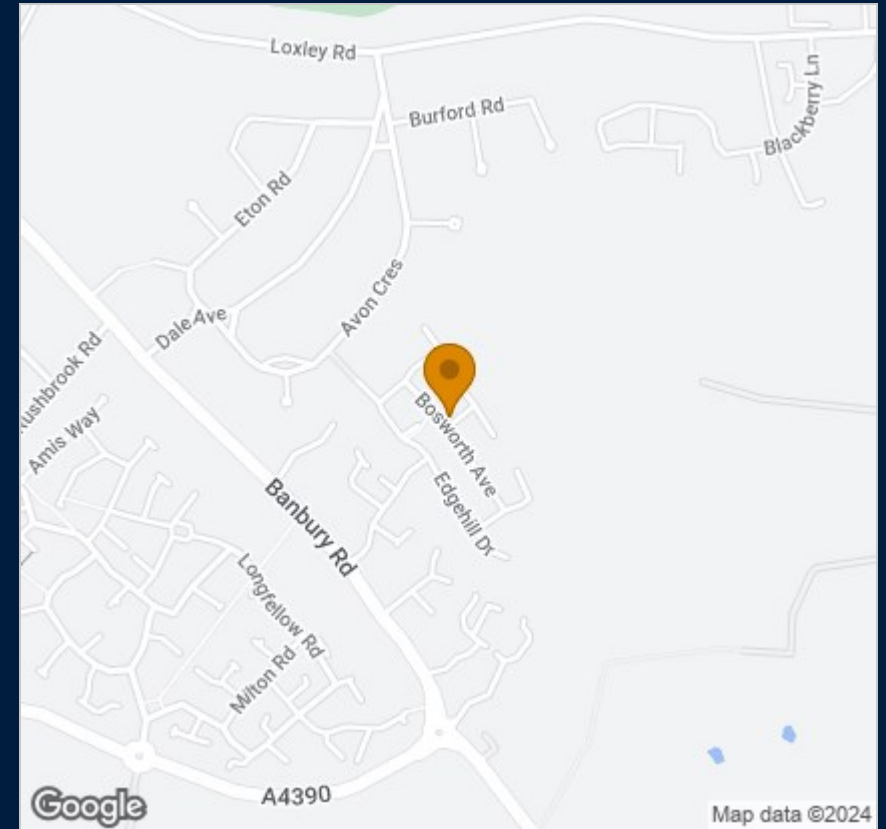 Loxley Rd
Burford Rd
Blackberry Ln
Eton Rd
Avon Cres
Dale Ave
Rushbrook Rd
Amis Way
Bosworth Ave
Banbury Rd
Edgehill Dr
Longfellow Rd
Milton Rd
A4390
Google
Map data ©2024